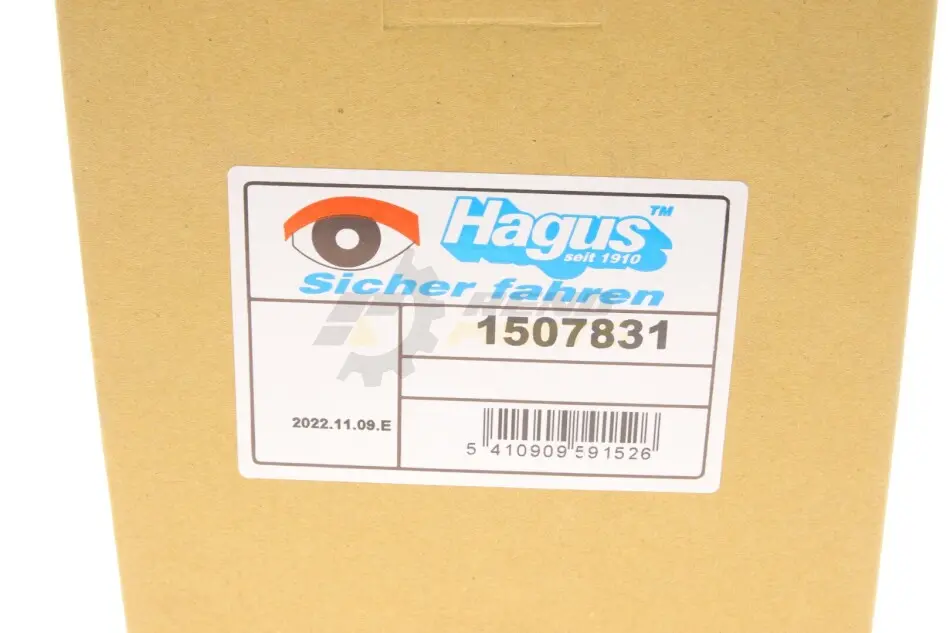 Hagus™
seit 1910
Sicher fahren
1507831
2022.11.09.E
5 410909 591526